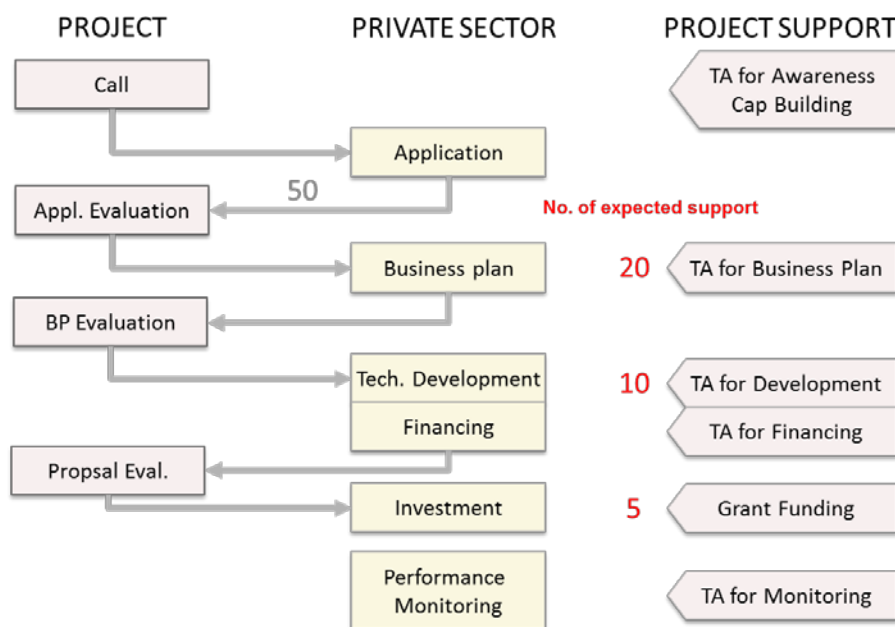 PROJECT PRIVATE SECTOR PROJECT SUPPORT
Call
TA for Awareness
Cap Building
Application
50
Appl. Evaluation
No. of expected support
Business plan
20
TA for Business Plan
BP Evaluation
Tech. Development
10
TA for Development
Financing
TA for Financing
Propsal Eval.
Investment
5
Grant Funding
Performance
Monitoring
TA for Monitoring